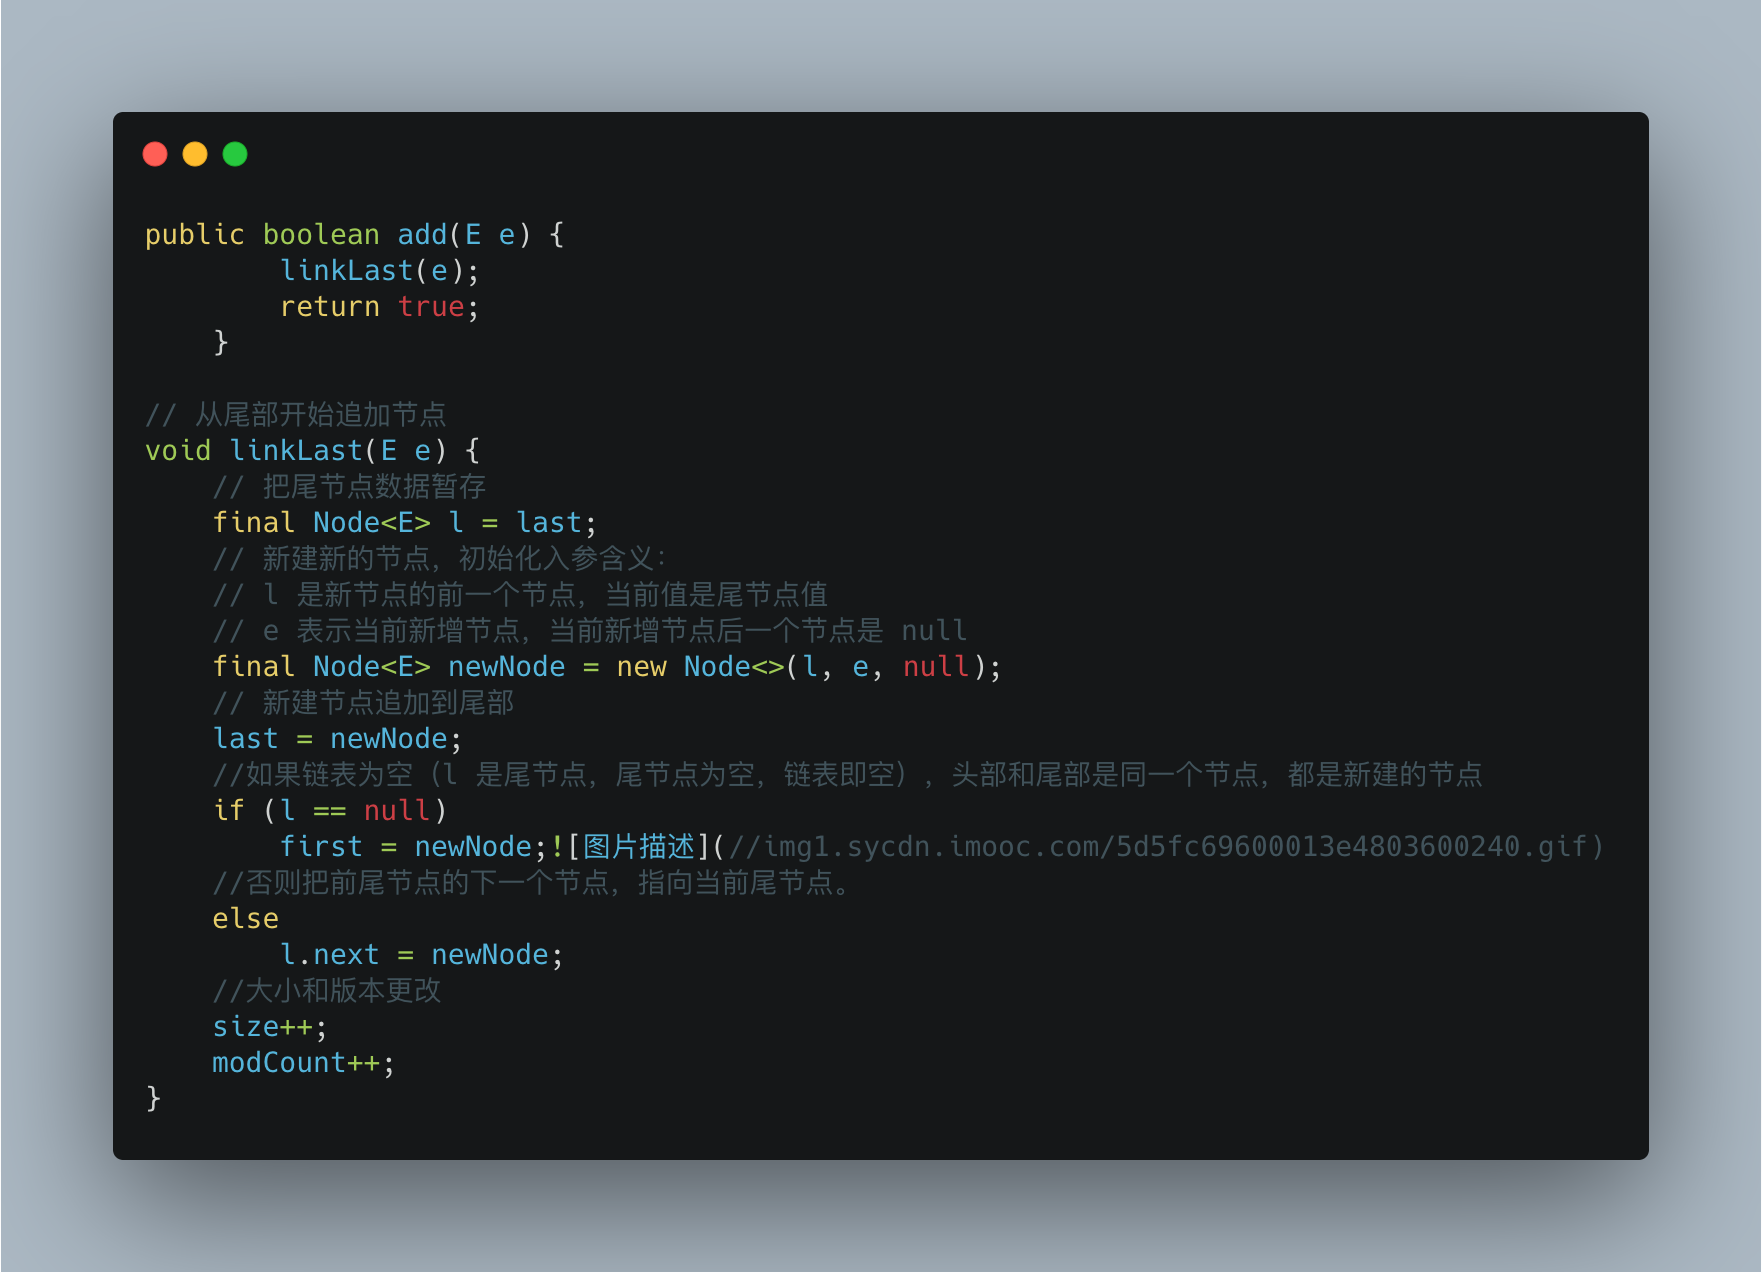 public boolean add(E e) {
        linkLast(e);
        return true;
    }

// 从尾部开始追加节点
void linkLast(E e) {
    // 把尾节点数据暂存
    final Node<E> l = last;
    // 新建新的节点，初始化入参含义：
    // l 是新节点的前一个节点，当前值是尾节点值
    // e 表示当前新增节点，当前新增节点后一个节点是 null
    final Node<E> newNode = new Node<>(l, e, null);
    // 新建节点追加到尾部
    last = newNode;
    //如果链表为空（l 是尾节点，尾节点为空，链表即空），头部和尾部是同一个节点，都是新建的节点
    if (l == null)
        first = newNode;![图片描述](//img1.sycdn.imooc.com/5d5fc69600013e4803600240.gif)
    //否则把前尾节点的下一个节点，指向当前尾节点。
    else
        l.next = newNode;
    //大小和版本更改
    size++;
    modCount++;
}